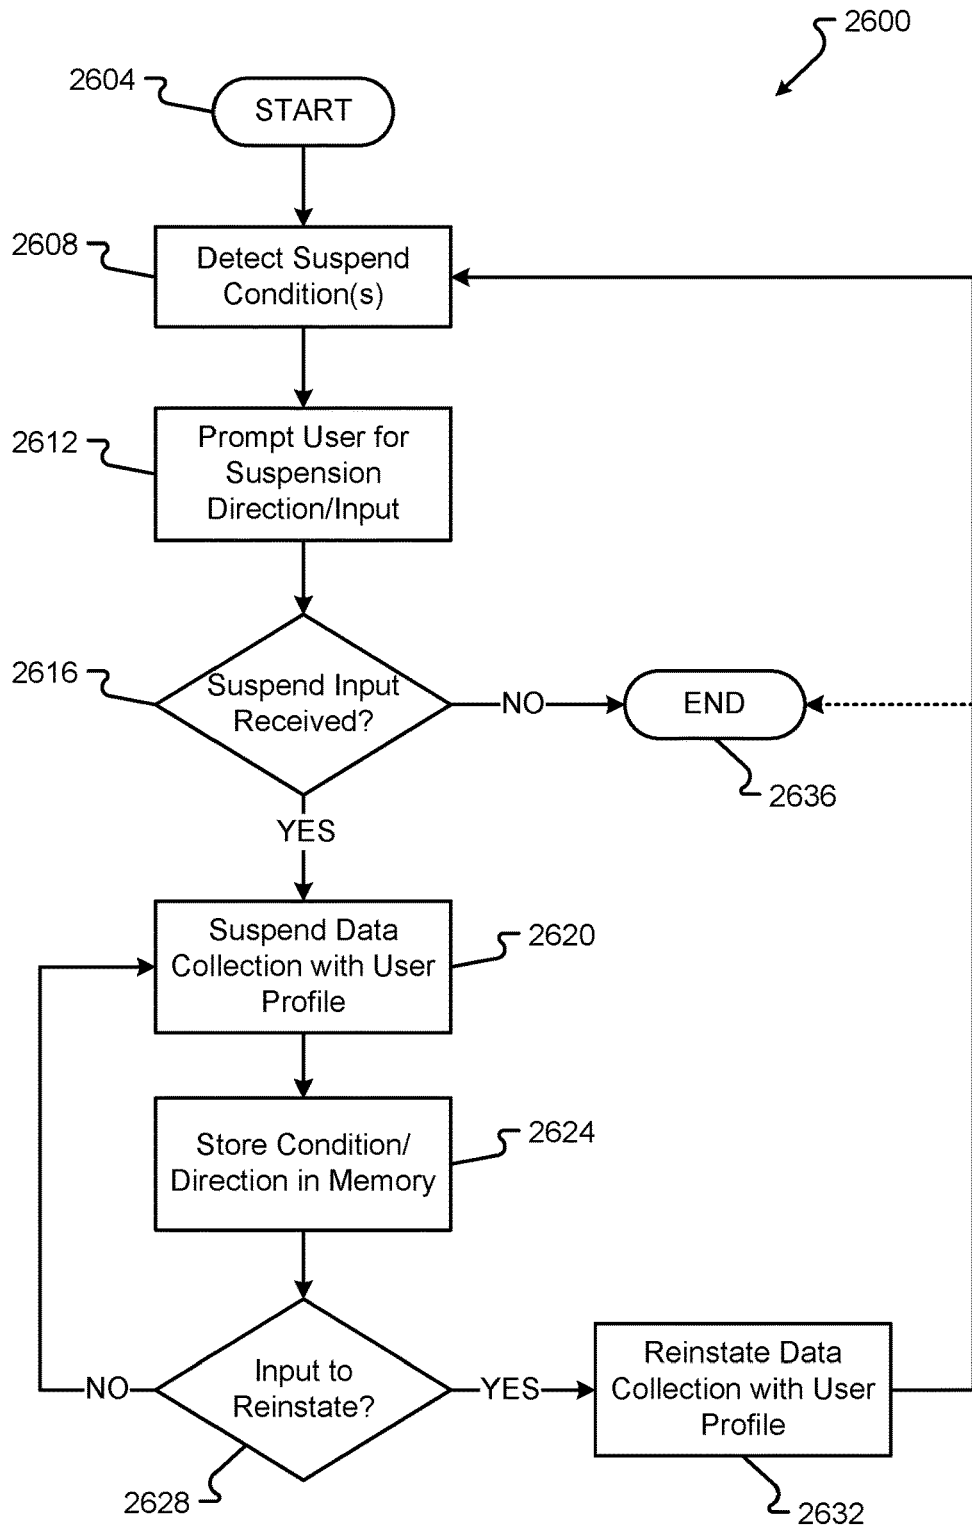 2600
2604
START
2608
Detect Suspend
Condition(s)
2612
Prompt User for
Suspension
Direction/Input
2616
Suspend Input
Received?
NO
END
2636
YES
Suspend Data
Collection with User
Profile
2620
Store Condition/
Direction in Memory
2624
Input to
Reinstate?
NO
YES
Reinstate Data
Collection with User
Profile
2628
2632